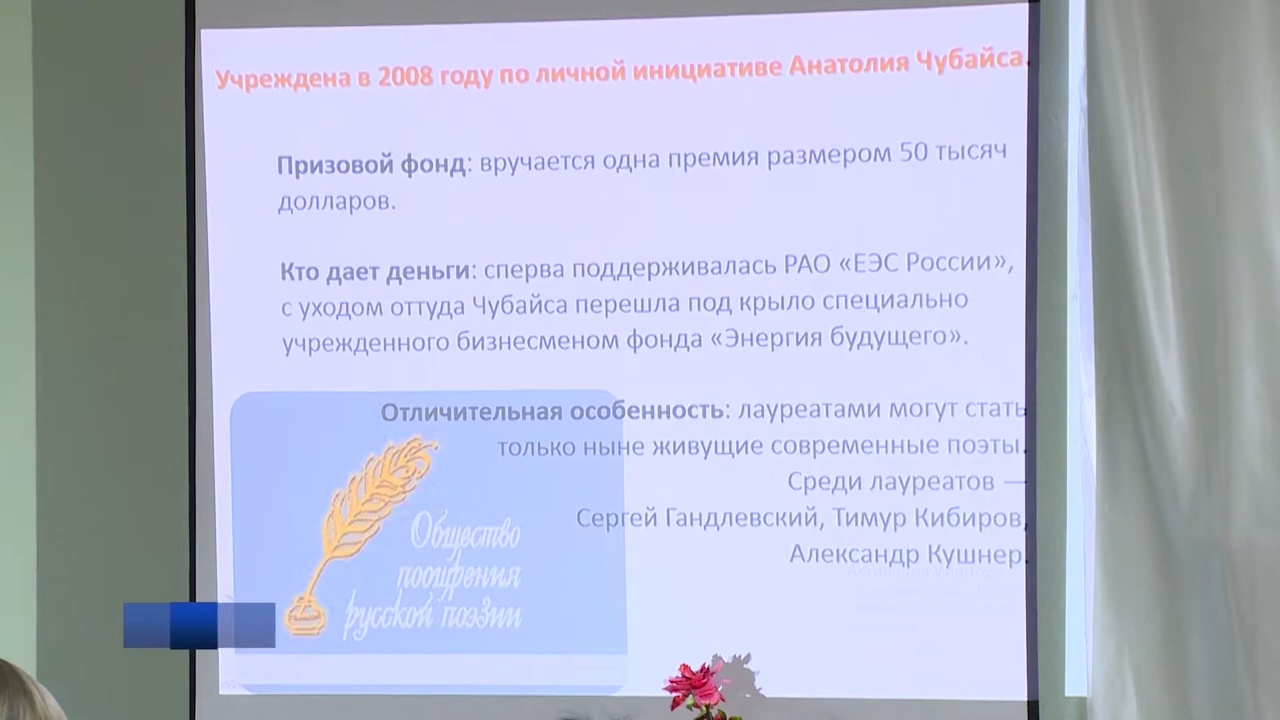 Учреждена в 2008 году по личной инициативе Анатолия Чубайса.
Призовой фонд: вручается одна премия размером 50 тысяч
долларов.
Кто дает деньги: сперва поддерживалась РАО «ЕЭС России»,
с уходом оттуда Чубайса перешла под крыло специально
учрежденного бизнесменом фонда «Энергия будущего».
Отличительная особенность: лауреатами могут стать
только ныне живущие современные поэты.
Среди лауреатов —
Сергей Гандлевский, Тимур Кибиров,
Александр Кушнер.
Общество
поощрения
русской поэзии